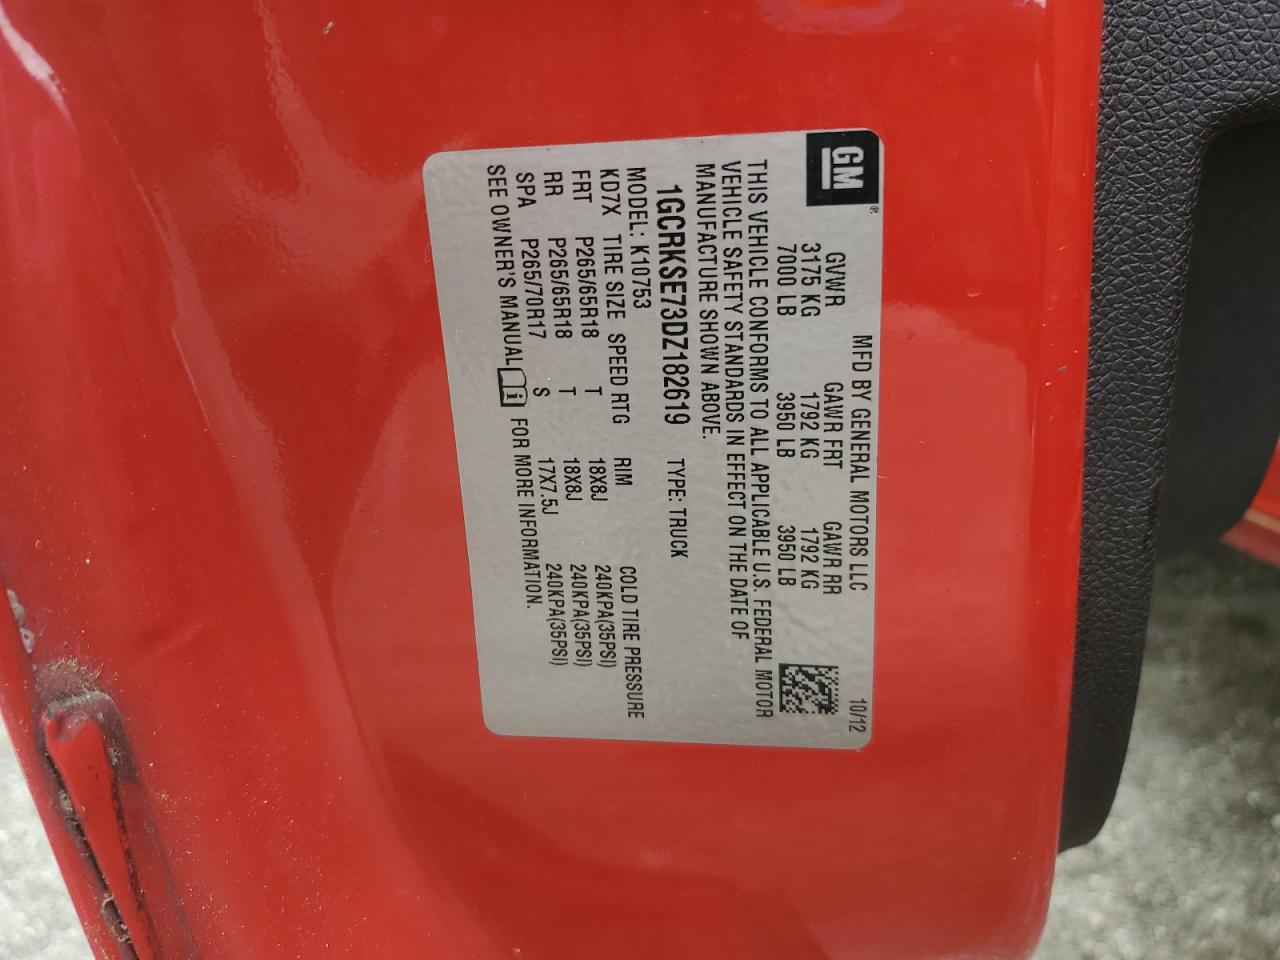 GM®
MFD BY GENERAL MOTORS LLC 10/12
GVWR GAWR FRT GAWR RR
3175 KG 1792 KG 1792 KG
7000 LB 3950 LB 3950 LB
THIS VEHICLE CONFORMS TO ALL APPLICABLE U.S. FEDERAL MOTOR
VEHICLE SAFETY STANDARDS IN EFFECT ON THE DATE OF
MANUFACTURE SHOWN ABOVE.
1GCRKSE73DZ182619 TYPE: TRUCK
MODEL: K10753
KD7X TIRE SIZE SPEED RTG RIM COLD TIRE PRESSURE
FRT P265/65R18 T 18X8J 240KPA(35PSI)
RR P265/65R18 T 18X8J 240KPA(35PSI)
SPA P265/70R17 S 17X7.5J 240KPA(35PSI)
SEE OWNER'S MANUAL i FOR MORE INFORMATION.